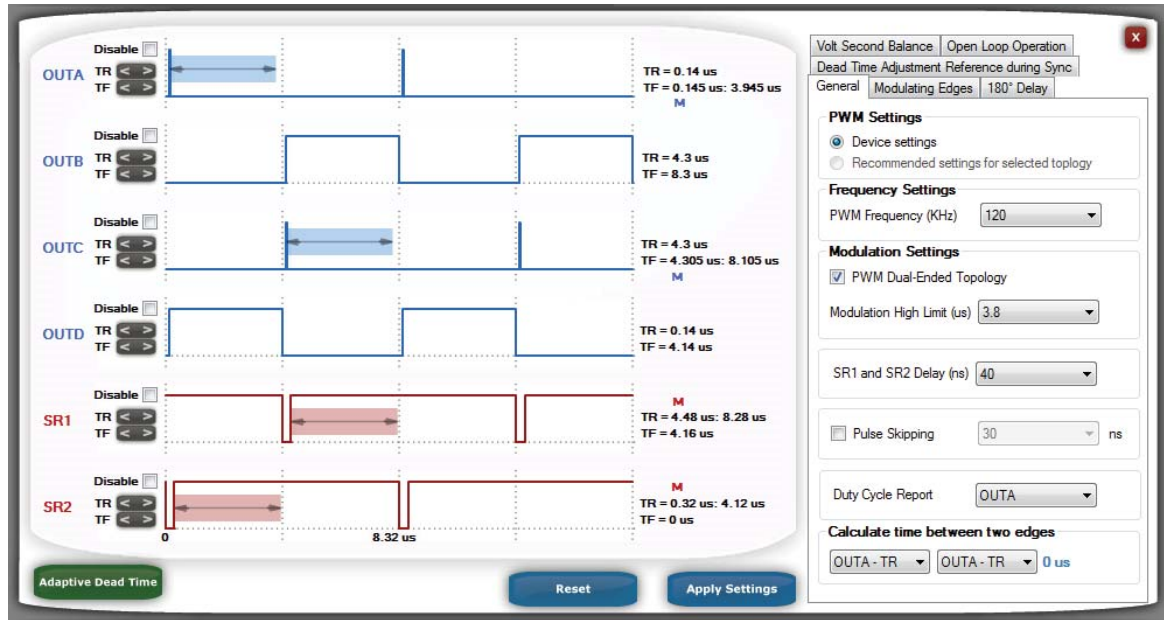 Disable
OUTA TR < >
TF < >
TR = 0.14 us
TF = 0.145 us: 3.945 us
M
Disable
OUTB TR < >
TF < >
TR = 4.3 us
TF = 8.3 us
Disable
OUTC TR < >
TF < >
TR = 4.3 us
TF = 4.305 us: 8.105 us
M
Disable
OUTD TR < >
TF < >
TR = 0.14 us
TF = 4.14 us
Disable
SR1 TR < >
TF < >
M
TR = 4.48 us: 8.28 us
TF = 4.16 us
Disable
SR2 TR < >
TF < >
M
TR = 0.32 us: 4.12 us
TF = 0 us
0 8.32 us
Adaptive Dead Time
Reset
Apply Settings
x
Volt Second Balance Open Loop Operation
Dead Time Adjustment Reference during Sync
General Modulating Edges 180° Delay
PWM Settings
Device settings
Recommended settings for selected toplogy
Frequency Settings
PWM Frequency (KHz) 120
Modulation Settings
PWM Dual-Ended Topology
Modulation High Limit (us) 3.8
SR1 and SR2 Delay (ns) 40
Pulse Skipping 30 ns
Duty Cycle Report OUTA
Calculate time between two edges
OUTA - TR OUTA - TR 0 us